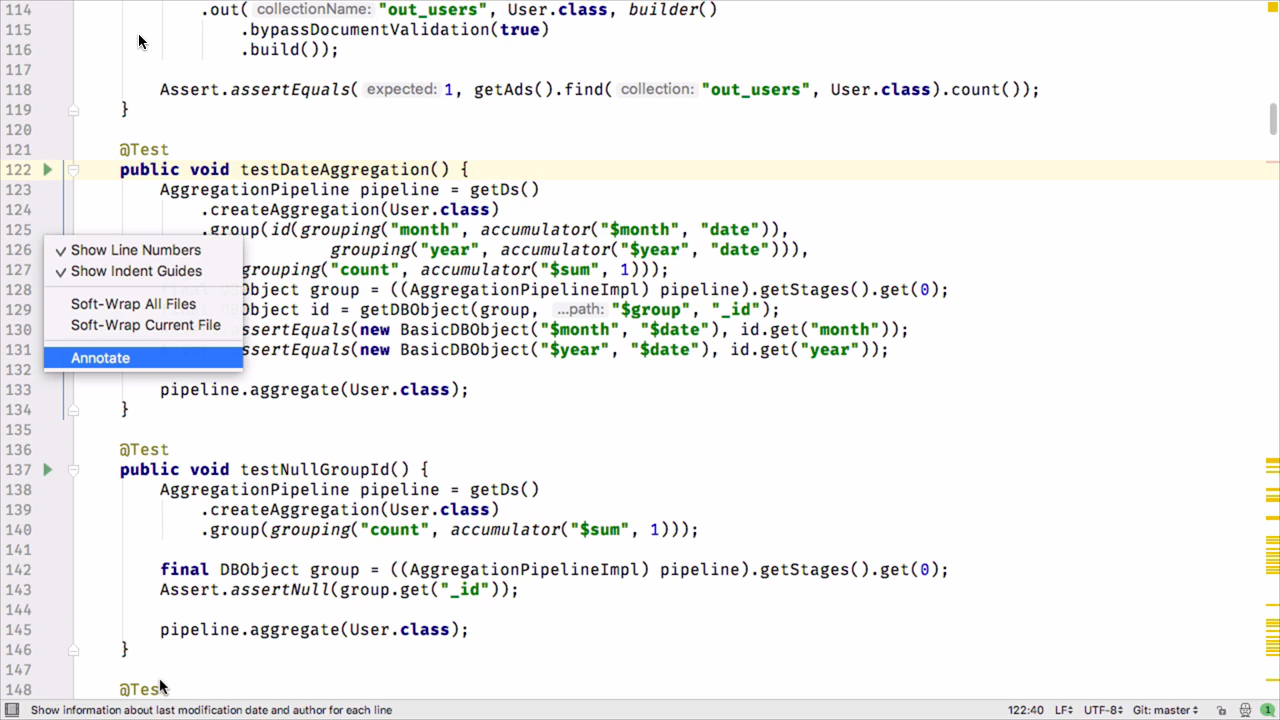 114 .out( collectionName: "out_users", User.class, builder()
115 .bypassDocumentValidation(true)
116 .build());
117
118 Assert.assertEquals( expected: 1, getAds().find( collection: "out_users", User.class).count());
119 }
120
121 @Test
122 public void testDateAggregation() {
123 AggregationPipeline pipeline = getDs()
124 .createAggregation(User.class)
125 .group(id(grouping("month", accumulator("$month", "date")),
126 grouping("year", accumulator("$year", "date"))),
127 grouping("count", accumulator("$sum", 1)));
128 Object group = ((AggregationPipelineImpl) pipeline).getStages().get(0);
129 Object id = getDBObject(group, ...path: "$group", "_id");
130 ssertEquals(new BasicDBObject("$month", "$date"), id.get("month"));
131 ssertEquals(new BasicDBObject("$year", "$date"), id.get("year"));
132
133 pipeline.aggregate(User.class);
134 }
135
136 @Test
137 public void testNullGroupId() {
138 AggregationPipeline pipeline = getDs()
139 .createAggregation(User.class)
140 .group(grouping("count", accumulator("$sum", 1)));
141
142 final DBObject group = ((AggregationPipelineImpl) pipeline).getStages().get(0);
143 Assert.assertNull(group.get("_id"));
144
145 pipeline.aggregate(User.class);
146 }
147
148 @Test
✓ Show Line Numbers
✓ Show Indent Guides
Soft-Wrap All Files
Soft-Wrap Current File
Annotate
Show information about last modification date and author for each line 122:40 LF UTF-8 Git: master 1